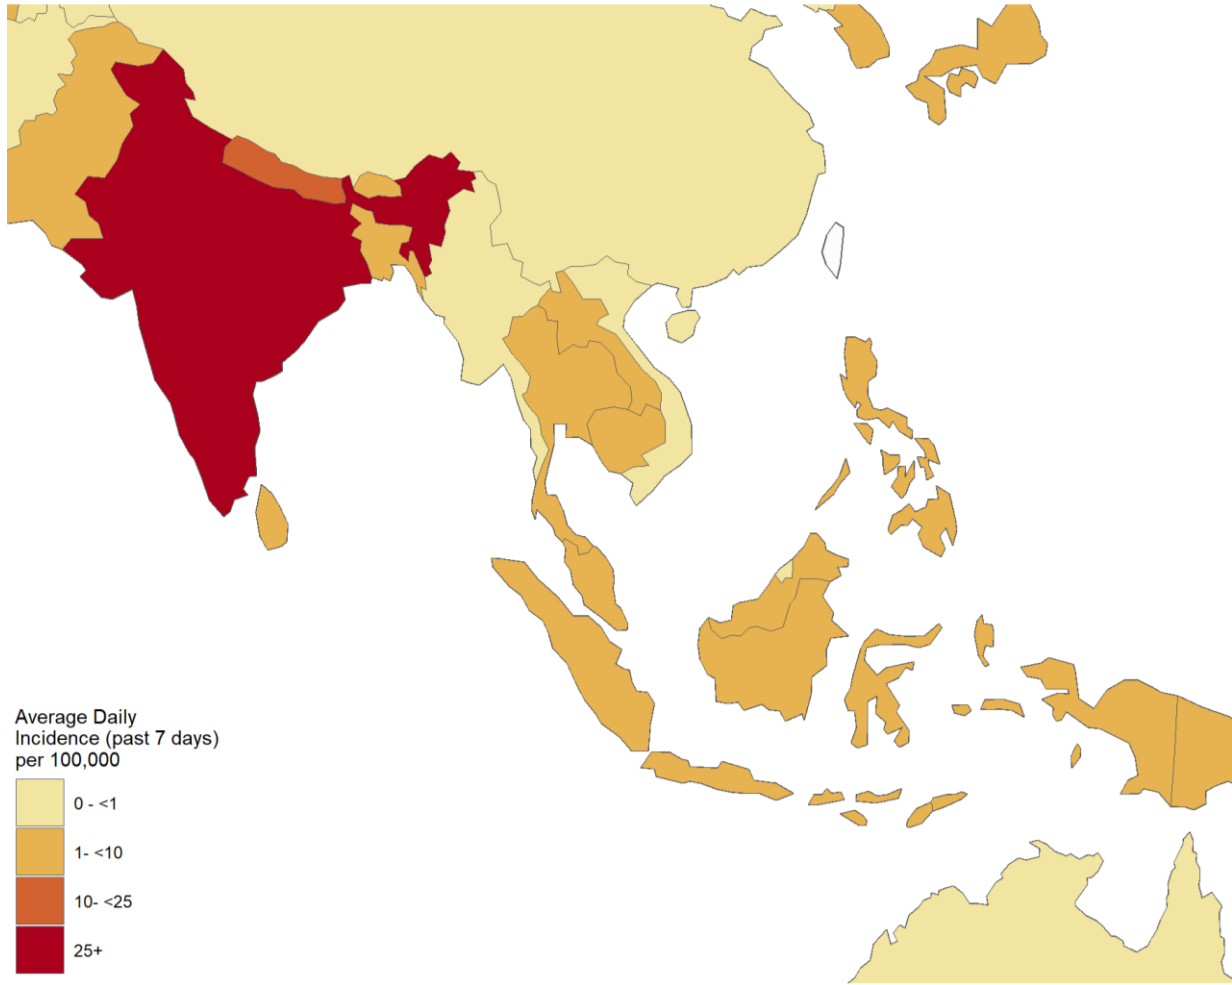 Average Daily
Incidence (past 7 days)
per 100,000
0 - <1
1- <10
10- <25
25+